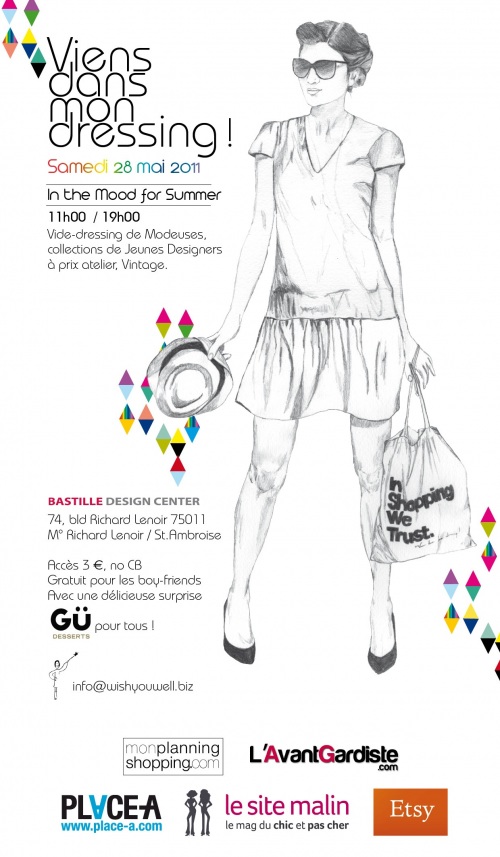 Viens
dans
mon
dressing !
Samedi 28 mai 2011
In the Mood for Summer
11h00 / 19h00
Vide-dressing de Modeuses,
collections de Jeunes Designers
à prix atelier, Vintage.
BASTILLE DESIGN CENTER
74, bld Richard Lenoir 75011
M° Richard Lenoir / St.Ambroise
In
Shopping
We
Trust.
Accès 3 €, no CB
Gratuit pour les boy-friends
Avec une délicieuse surprise
GÜ
DESSERTS
pour tous !
info@wishyouwell.biz
monplanning
shopping.com
L'AvantGardiste
.com
PLACE-A
www.place-a.com
le site malin
le mag du chic et pas cher
Etsy